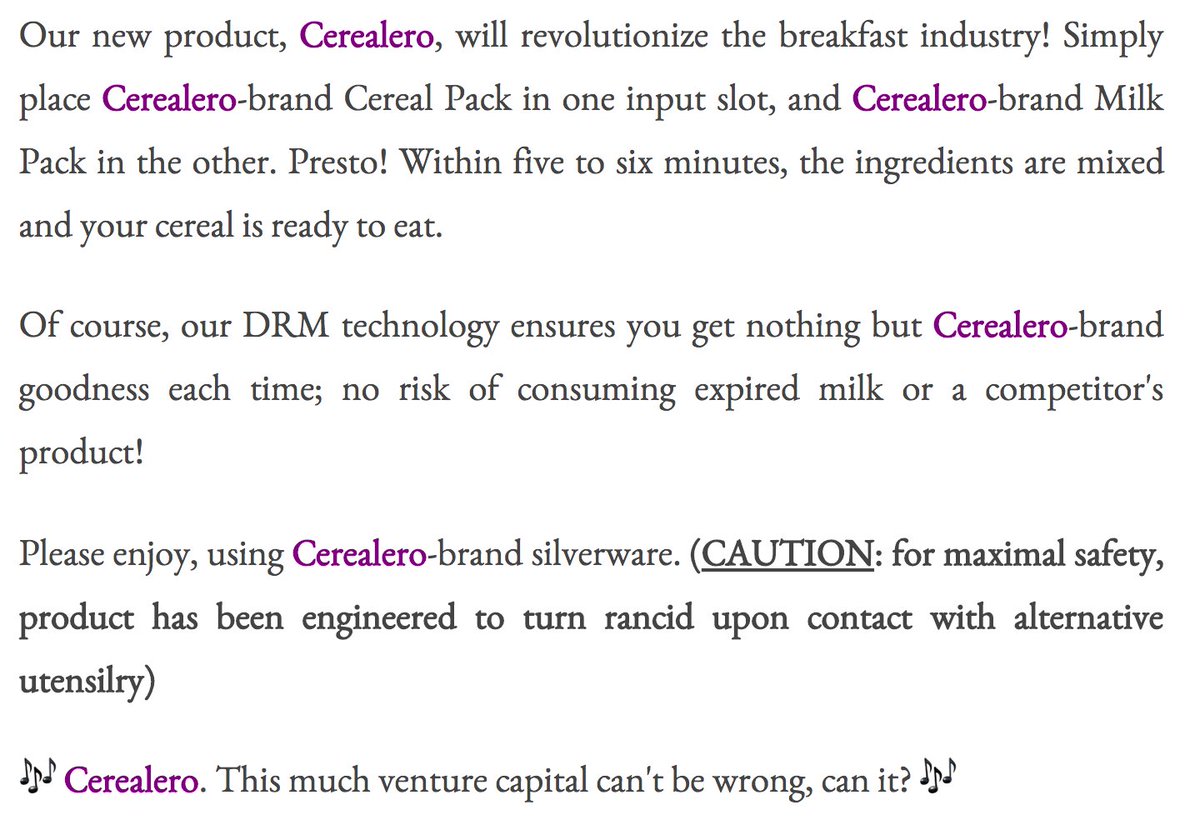 Our new product, Cerealero, will revolutionize the breakfast industry! Simply
place Cerealero-brand Cereal Pack in one input slot, and Cerealero-brand Milk
Pack in the other. Presto! Within five to six minutes, the ingredients are mixed
and your cereal is ready to eat.
Of course, our DRM technology ensures you get nothing but Cerealero-brand
goodness each time; no risk of consuming expired milk or a competitor's
product!
Please enjoy, using Cerealero-brand silverware. (CAUTION: for maximal safety,
product has been engineered to turn rancid upon contact with alternative
utensilry)
🎶 Cerealero. This much venture capital can't be wrong, can it? 🎶